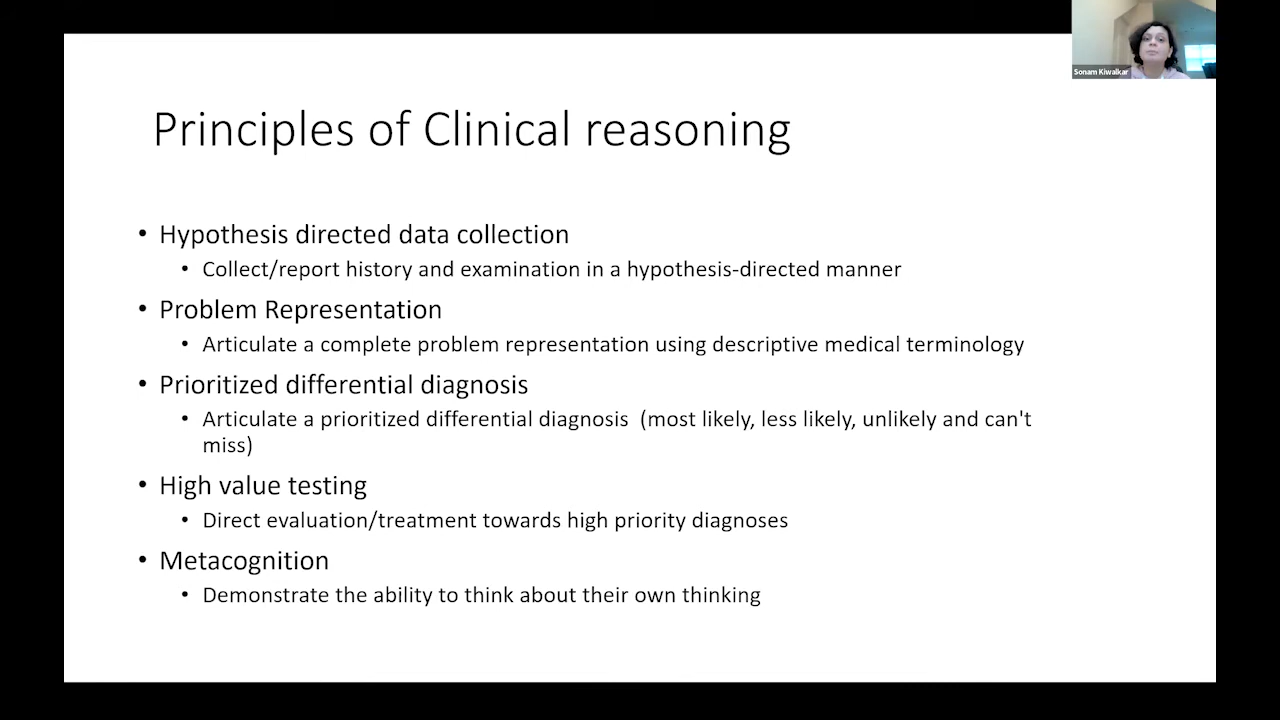 Sonam Kiwalkar
Principles of Clinical reasoning
• Hypothesis directed data collection
• Collect/report history and examination in a hypothesis-directed manner
• Problem Representation
• Articulate a complete problem representation using descriptive medical terminology
• Prioritized differential diagnosis
• Articulate a prioritized differential diagnosis (most likely, less likely, unlikely and can't
miss)
• High value testing
• Direct evaluation/treatment towards high priority diagnoses
• Metacognition
• Demonstrate the ability to think about their own thinking